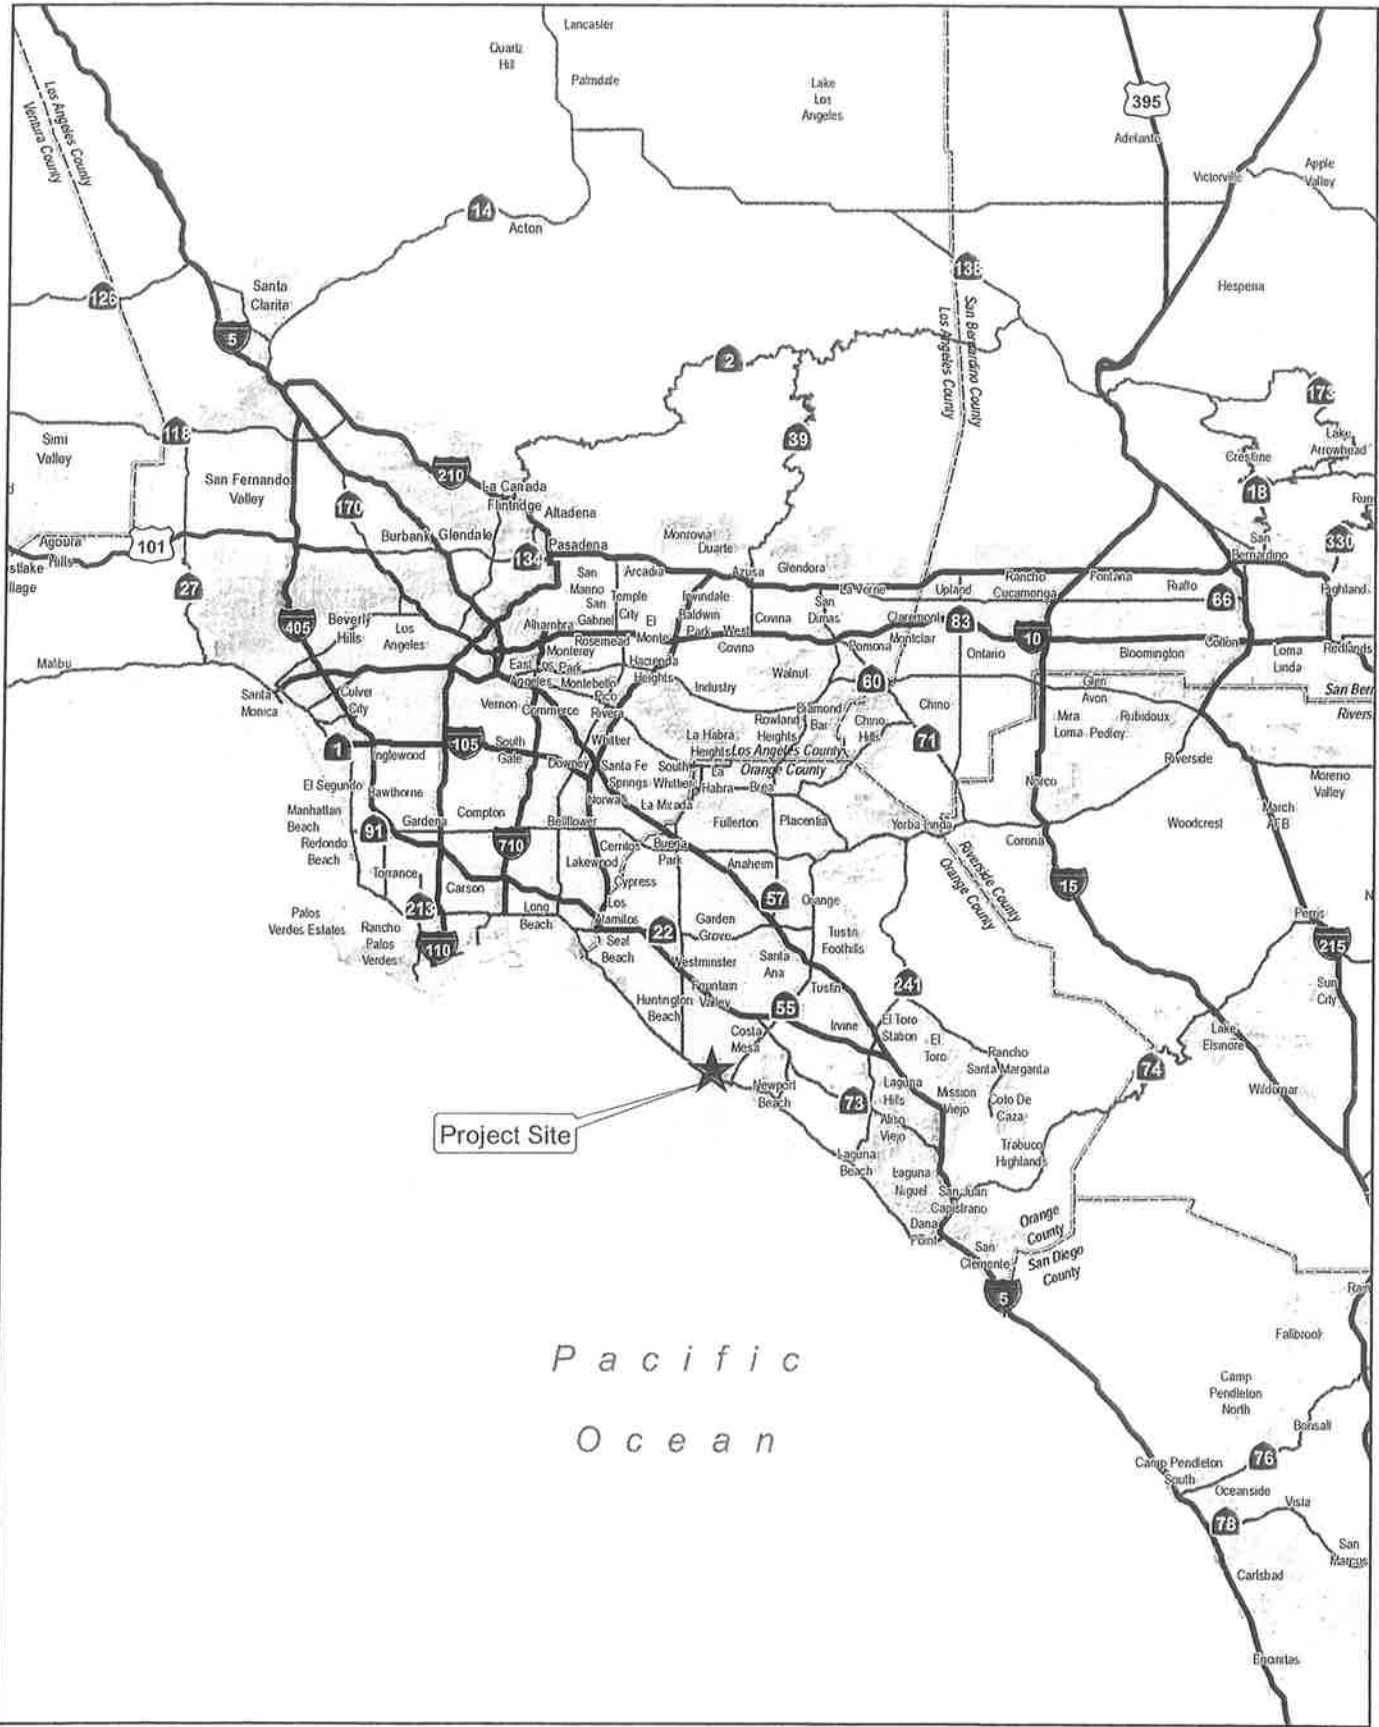 Lancaster
Quartz
Hill
Palmdale
Lake
Los
Angeles
395
Adelanto
Los Angeles County
Ventura County
Victorville
Apple
Valley
14
Acton
138
126
Santa
Clarita
5
Hesperia
San Bernardino County
Los Angeles County
2
173
39
118
Simi
Valley
Lake
Arrowhead
Crestline
San Fernando
Valley
210
La Canada
Flintridge
170
18
Altadena
101
Burbank
Glendale
134
Pasadena
Monrovia
Duarte
330
Agoura
Hills
San
Bernardino
27
San
Marino
Arcadia
Azusa
Glendora
La Verne
Upland
Rancho
Cucamonga
Fontana
Rialto
66
Highland
Temple
City
Irwindale
San
Gabriel
El
Monte
Baldwin
Park
West
Covina
Covina
San
Dimas
Claremont
83
405
Beverly
Hills
Los
Angeles
Alhambra
Rosemead
Monterey
Park
Pomona
Montclair
Ontario
10
Bloomington
Colton
Loma
Linda
Redlands
Malibu
East Los
Angeles
Montebello
Hacienda
Heights
Walnut
60
Industry
Santa
Monica
Culver
City
Vernon
Commerce
Pico
Rivera
Rowland
Heights
Diamond
Bar
Chino
Hills
Chino
Glen
Avon
Mira
Loma
Pedley
Rubidoux
San Ber
Rivers
71
1
Inglewood
105
South
Gate
Downey
Whittier
La Habra
Heights
Los Angeles County
Orange County
Riverside
Santa Fe
Springs
South
Whittier
La
Habra
Brea
El Segundo
Hawthorne
Norwalk
La Mirada
Norco
Moreno
Valley
Manhattan
Beach
Compton
Bellflower
Fullerton
Placentia
Yorba Linda
Woodcrest
March
AFB
91
Gardena
710
Redondo
Beach
Cerritos
Buena
Park
Corona
Lakewood
Anaheim
Riverside County
Orange County
Torrance
Carson
Cypress
57
15
213
Long
Beach
Los
Alamitos
Orange
Palos
Verdes Estates
Rancho
Palos
Verdes
110
Garden
Grove
22
Tustin
Foothills
Perris
215
Seal
Beach
Westminster
Santa
Ana
Sun
City
Huntington
Beach
Fountain
Valley
Tustin
55
241
Costa
Mesa
Irvine
El Toro
Station
El
Toro
Lake
Elsinore
Rancho
Santa Margarita
74
Newport
Beach
73
Laguna
Hills
Mission
Viejo
Coto De
Caza
Wildomar
Project Site
Aliso
Viejo
Laguna
Beach
Trabuco
Highlands
Laguna
Niguel
San Juan
Capistrano
Dana
Point
Orange
County
San Diego
County
San
Clemente
5
Fallbrook
Pacific
Ocean
Camp
Pendleton
North
Bonsall
Camp Pendleton
South
76
Oceanside
78
Vista
San
Marcos
Carlsbad
Encinitas